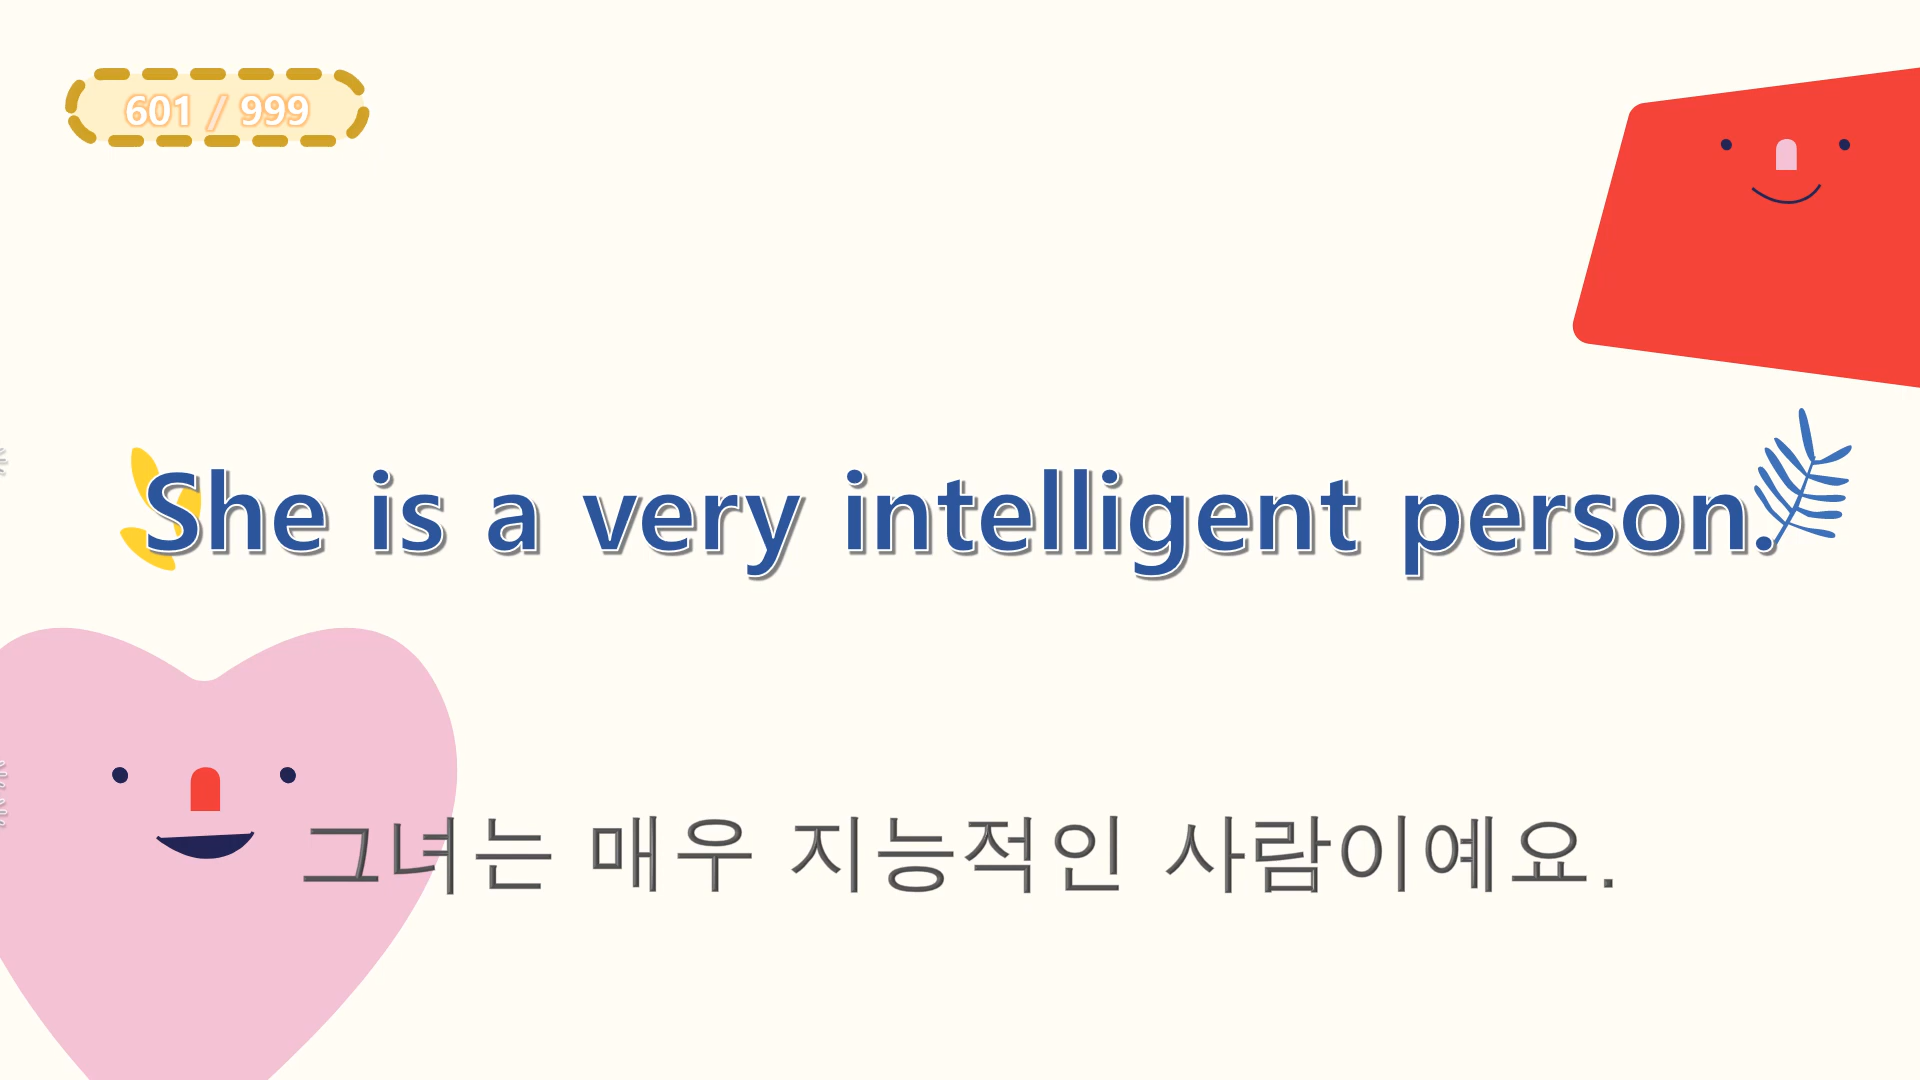 601 / 999
She is a very intelligent person.
그녀는 매우 지능적인 사람이예요.